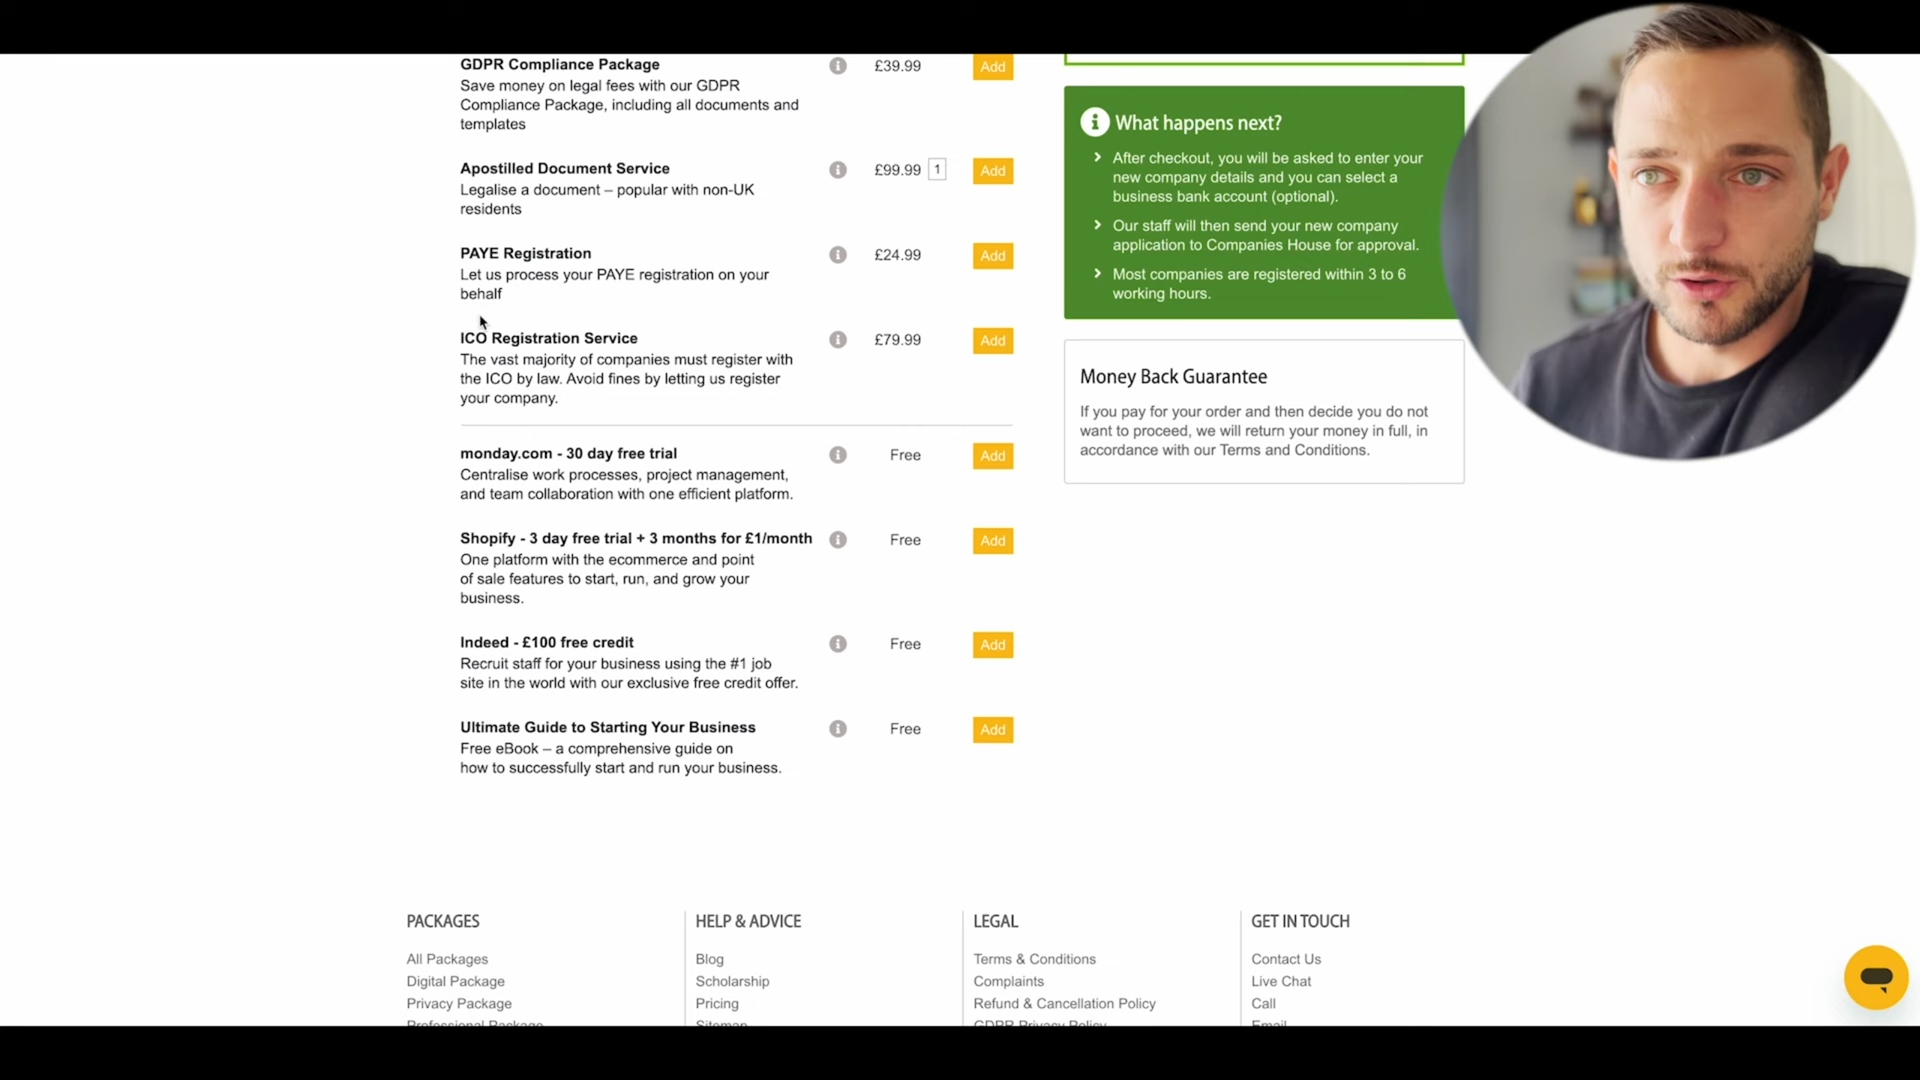 GDPR Compliance Package
£39.99
Add
Save money on legal fees with our GDPR
Compliance Package, including all documents and
templates
Apostilled Document Service
£99.99
1
Add
Legalise a document – popular with non-UK
residents
PAYE Registration
£24.99
Add
Let us process your PAYE registration on your
behalf
ICO Registration Service
£79.99
Add
The vast majority of companies must register with
the ICO by law. Avoid fines by letting us register
your company.
monday.com - 30 day free trial
Free
Add
Centralise work processes, project management,
and team collaboration with one efficient platform.
Shopify - 3 day free trial + 3 months for £1/month
Free
Add
One platform with the ecommerce and point
of sale features to start, run, and grow your
business.
Indeed - £100 free credit
Free
Add
Recruit staff for your business using the #1 job
site in the world with our exclusive free credit offer.
Ultimate Guide to Starting Your Business
Free
Add
Free eBook – a comprehensive guide on
how to successfully start and run your business.
What happens next?
After checkout, you will be asked to enter your
new company details and you can select a
business bank account (optional).
Our staff will then send your new company
application to Companies House for approval.
Most companies are registered within 3 to 6
working hours.
Money Back Guarantee
If you pay for your order and then decide you do not
want to proceed, we will return your money in full, in
accordance with our Terms and Conditions.
PACKAGES
All Packages
Digital Package
Privacy Package
Professional Package
HELP & ADVICE
Blog
Scholarship
Pricing
Sitemap
LEGAL
Terms & Conditions
Complaints
Refund & Cancellation Policy
GDPR Privacy Policy
GET IN TOUCH
Contact Us
Live Chat
Call
Email